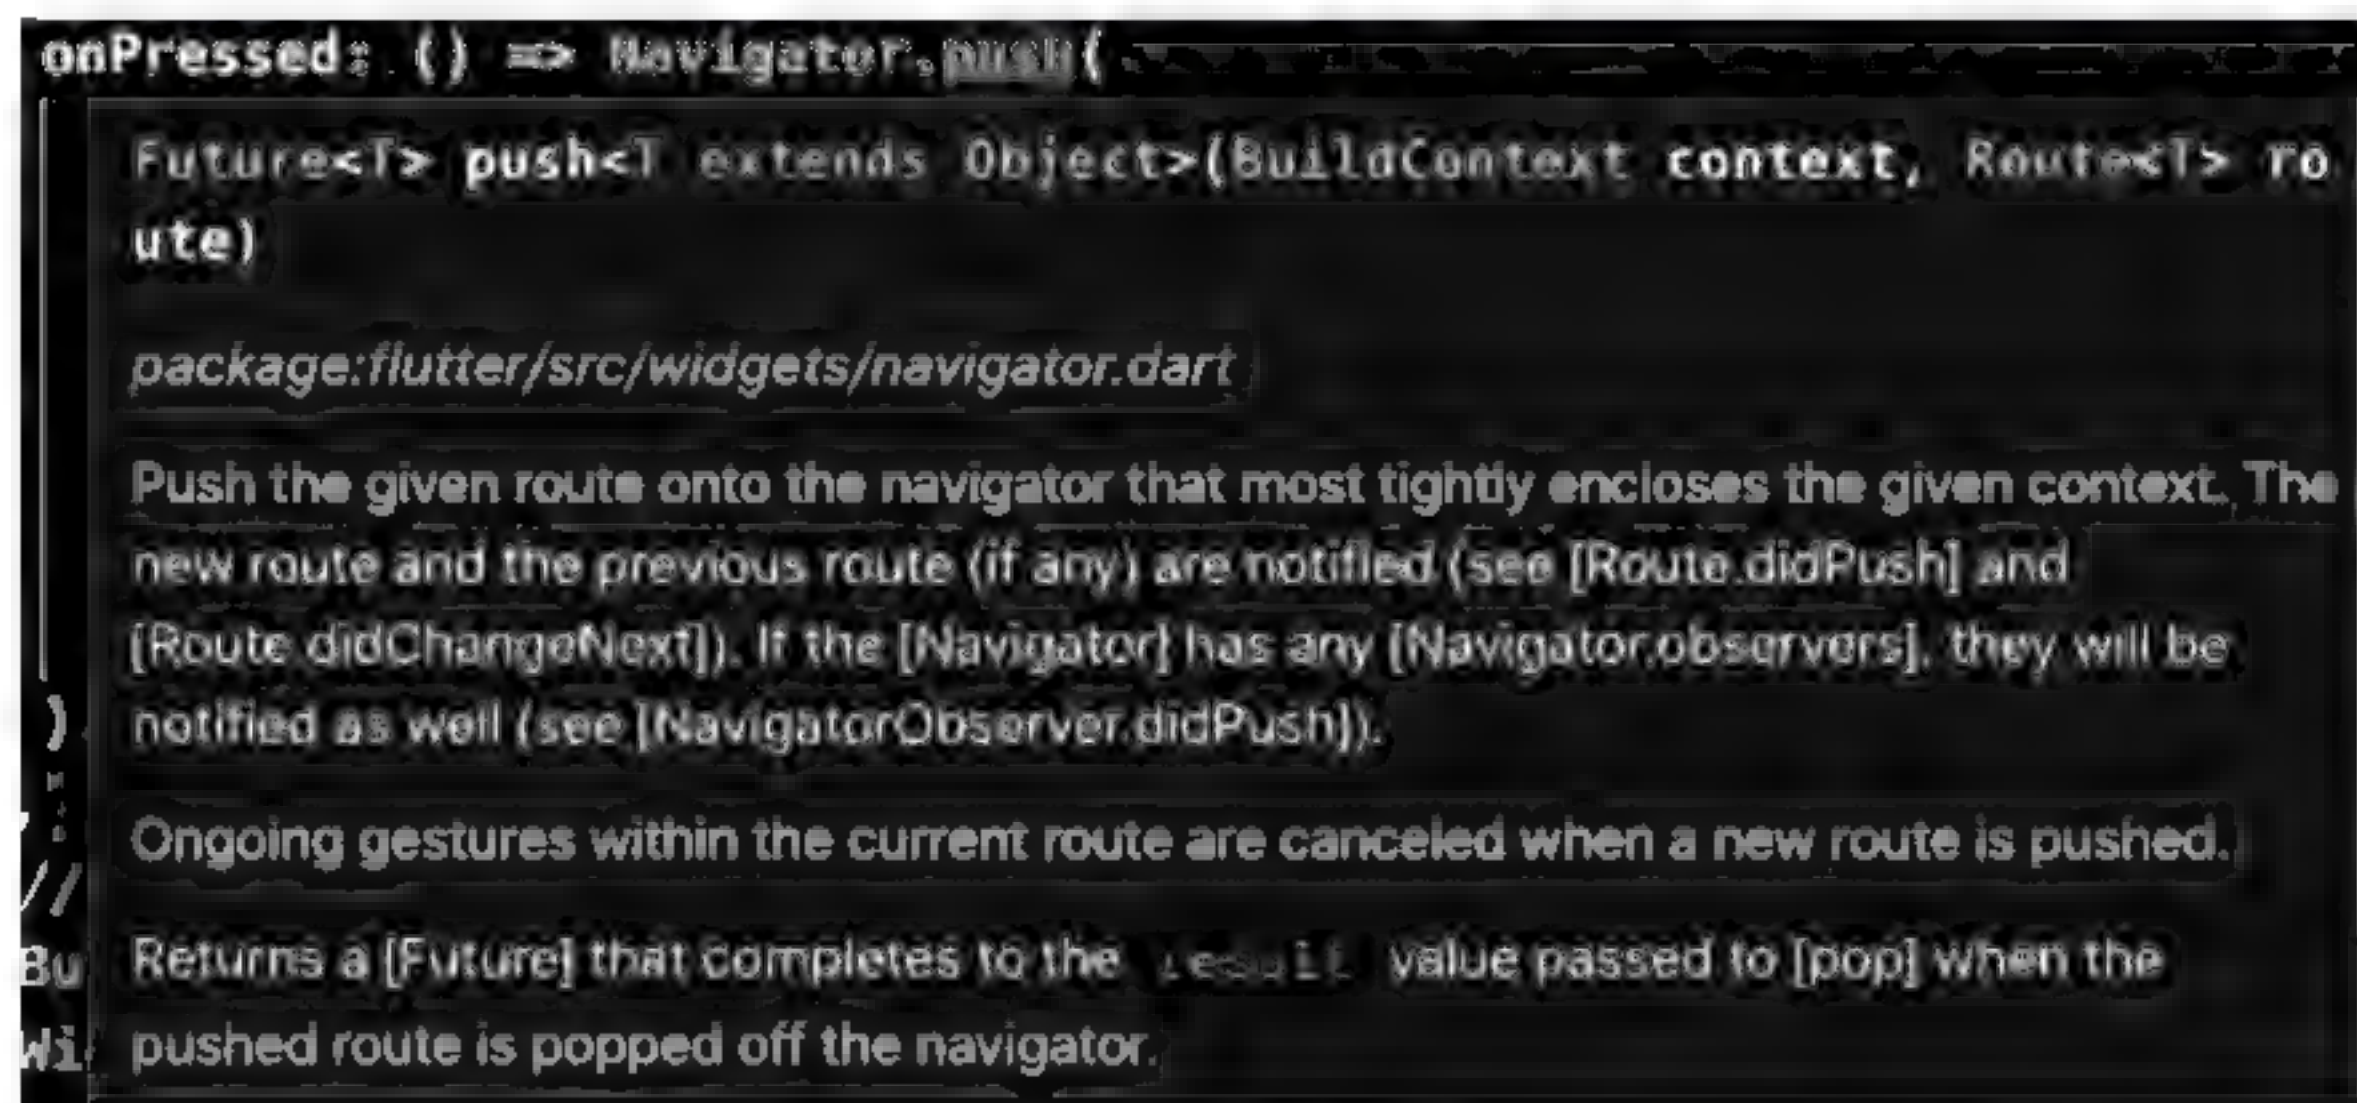 onPressed: () => Navigator.push(
Future<T> push<T extends Object>(BuildContext context, Route<T> ro
ute)
package:flutter/src/widgets/navigator.dart
Push the given route onto the navigator that most tightly encloses the given context. The
new route and the previous route (if any) are notified (see [Route.didPush] and
[Route.didChangeNext]). If the [Navigator] has any [Navigator.observers], they will be
notified as well (see [NavigatorObserver.didPush]).
)
Ongoing gestures within the current route are canceled when a new route is pushed.
//
Bu
Returns a [Future] that completes to the result value passed to [pop] when the
Wi
pushed route is popped off the navigator.